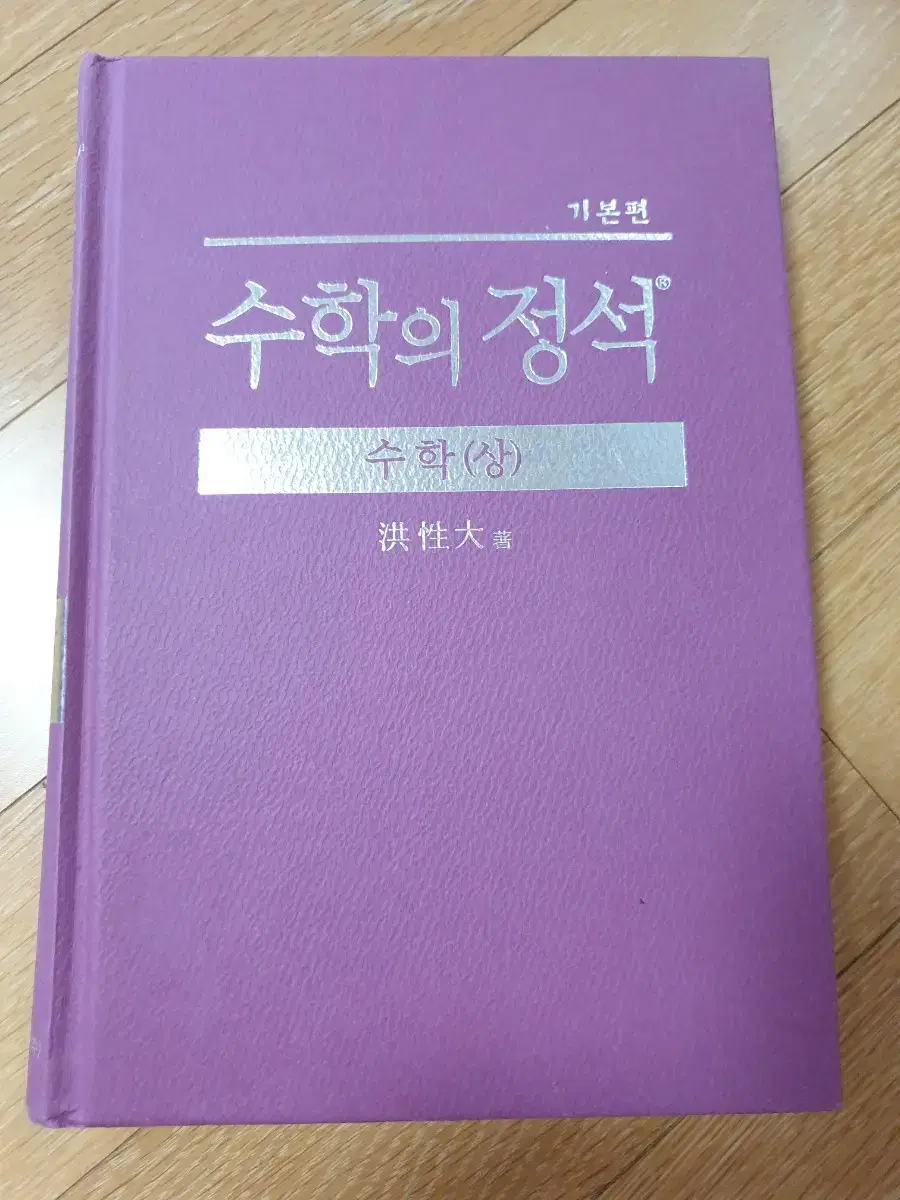 기본편
수학의 정석®
수학(상)
洪性大 著